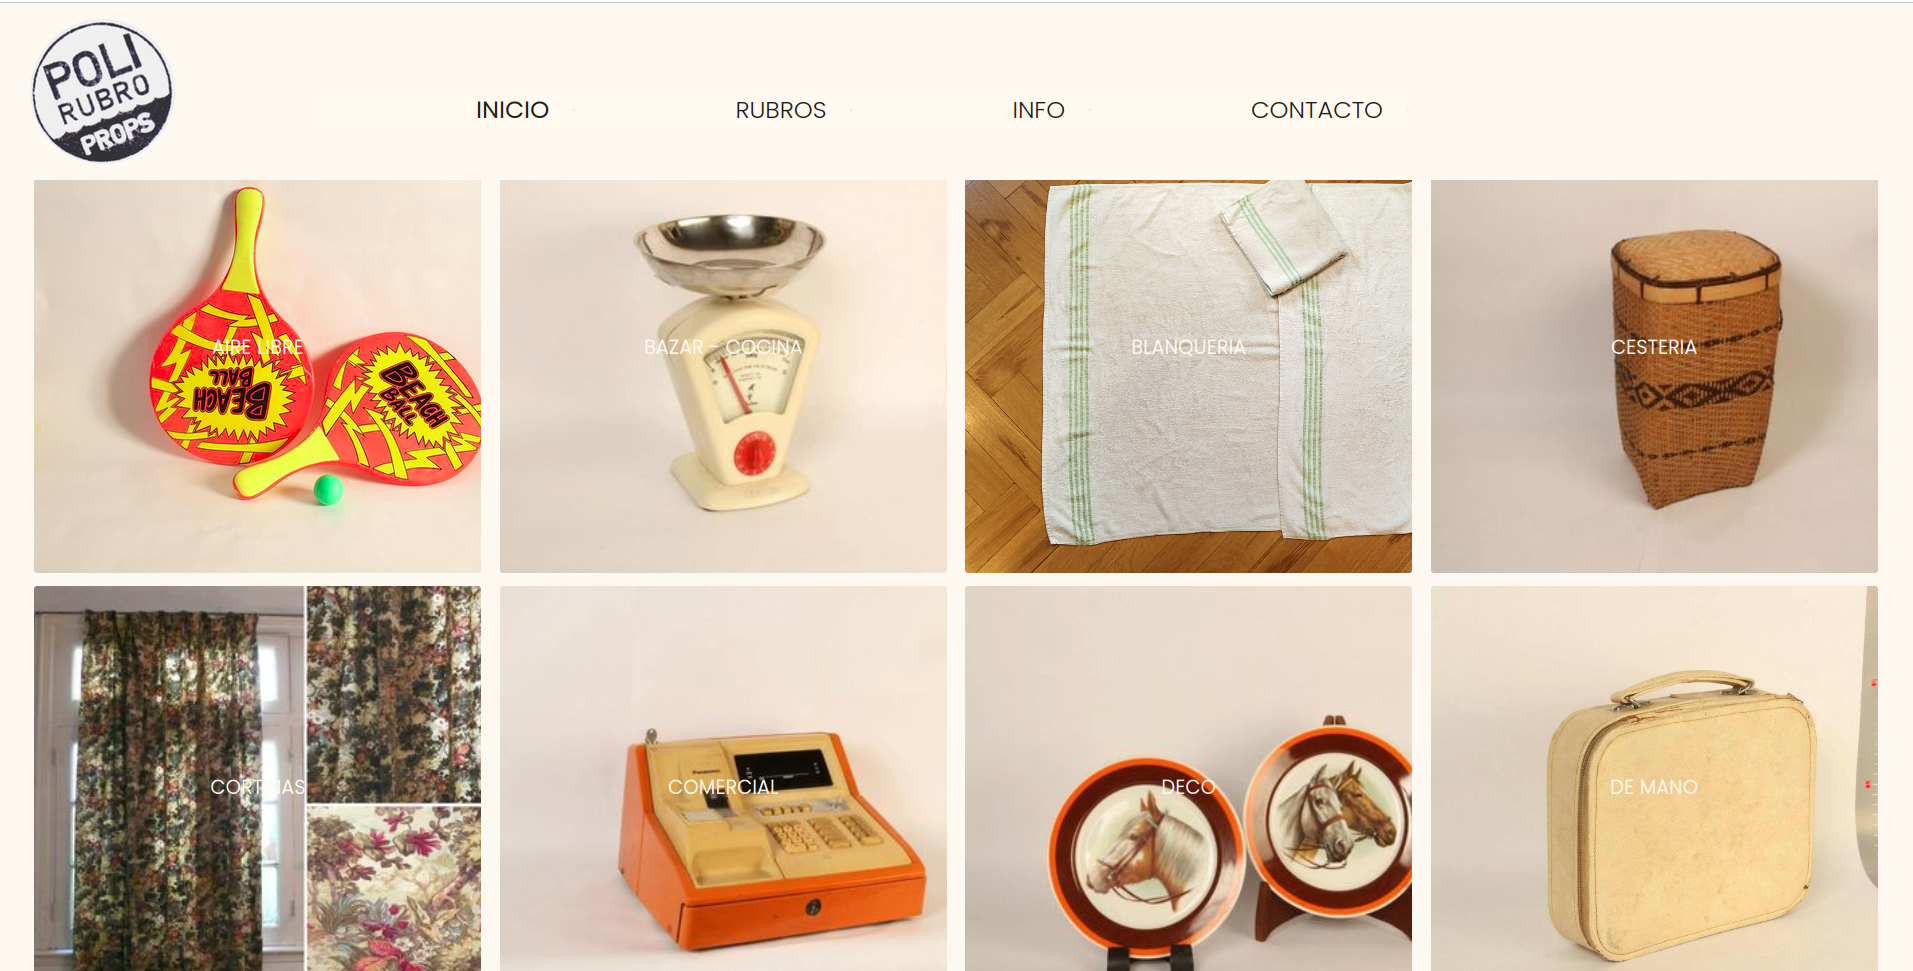 POLI
RUBRO
PROPS
INICIO
RUBROS
INFO
CONTACTO
AIRE LIBRE
BEACH
BALL
BEACH
BALL
BAZAR – COCINA
BLANQUERIA
CESTERIA
CORTINAS
COMERCIAL
Panasonic
DECO
DE MANO